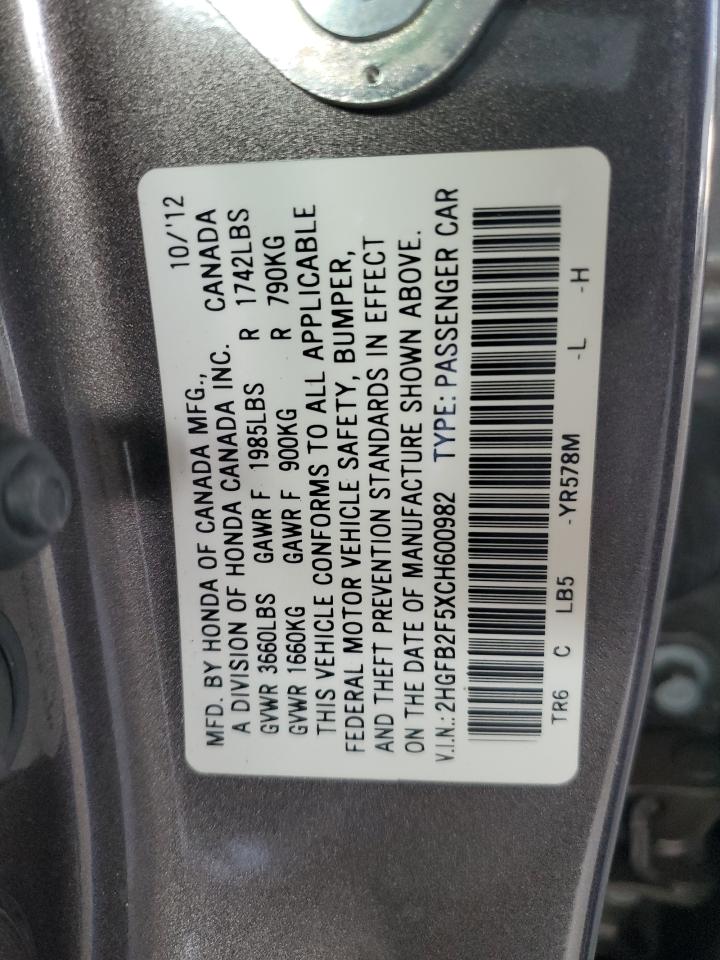 MFD. BY HONDA OF CANADA MFG., 10/'12
A DIVISION OF HONDA CANADA INC. CANADA
GVWR 3660LBS GAWR F 1985LBS R 1742LBS
GVWR 1660KG GAWR F 900KG R 790KG
THIS VEHICLE CONFORMS TO ALL APPLICABLE
FEDERAL MOTOR VEHICLE SAFETY, BUMPER,
AND THEFT PREVENTION STANDARDS IN EFFECT
ON THE DATE OF MANUFACTURE SHOWN ABOVE.
V.I.N.: 2HGFB2F5XCH600982 TYPE: PASSENGER CAR
TR6 C LB5 -YR578M -L -H